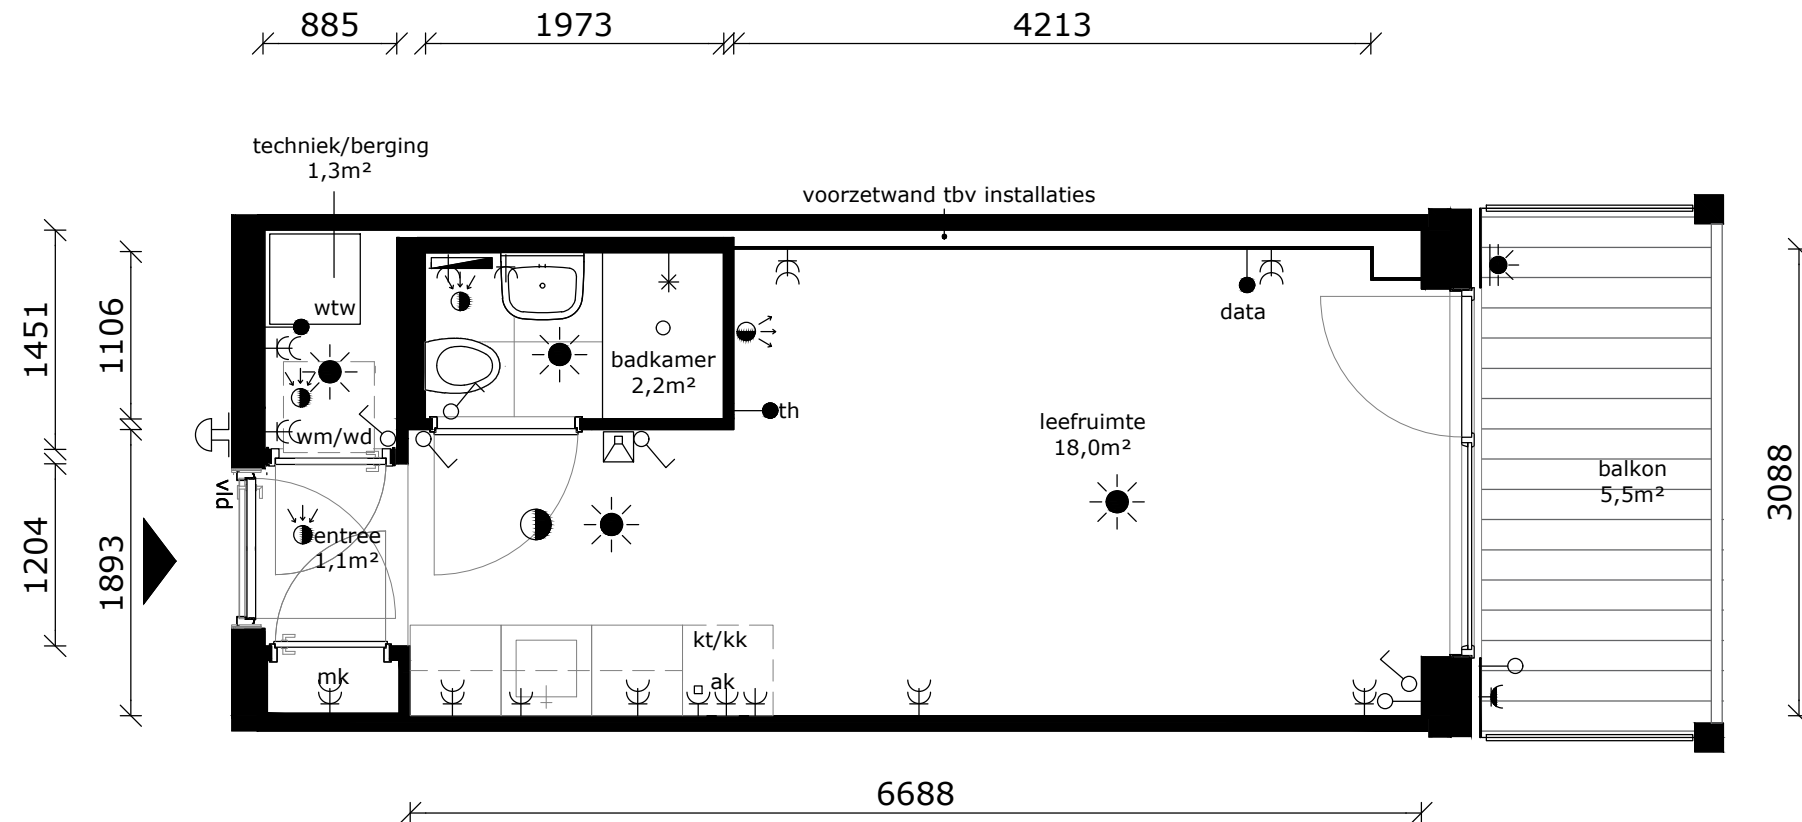 885
1973
4213
techniek/berging
1,3m²
voorzetwand tbv installaties
1451
1106
wtw
data
badkamer
2,2m²
th
leefruimte
18,0m²
wm/wd
vld
balkon
5,5m²
3088
1204
1893
entree
1,1m²
kt/kk
mk
ak
6688